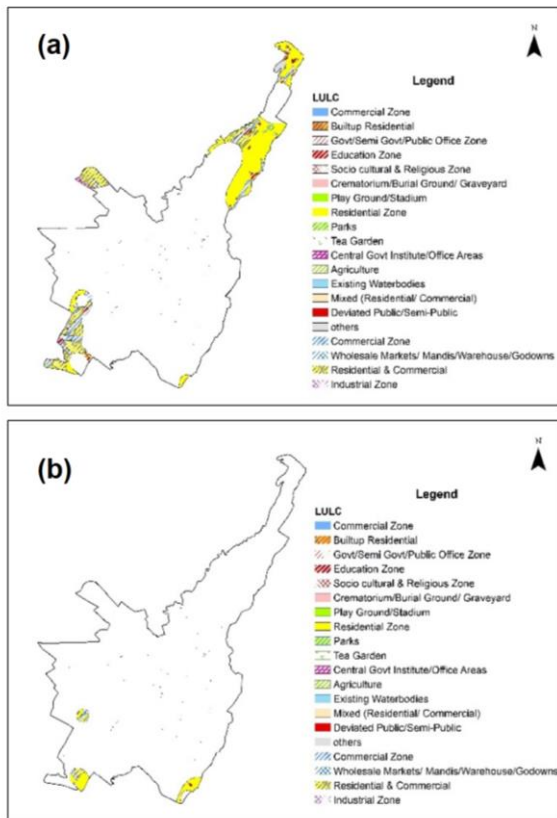 (a)
N
Legend
LULC
Commercial Zone
Builtup Residential
Govt/Semi Govt/Public Office Zone
Education Zone
Socio cultural & Religious Zone
Crematorium/Burial Ground/ Graveyard
Play Ground/Stadium
Residential Zone
Parks
Tea Garden
Central Govt Institute/Office Areas
Agriculture
Existing Waterbodies
Mixed (Residential/ Commercial)
Deviated Public/Semi-Public
others
Commercial Zone
Wholesale Markets/ Mandis/Warehouse/Godowns
Residential & Commercial
Industrial Zone
(b)
N
Legend
LULC
Commercial Zone
Builtup Residential
Govt/Semi Govt/Public Office Zone
Education Zone
Socio cultural & Religious Zone
Crematorium/Burial Ground/ Graveyard
Play Ground/Stadium
Residential Zone
Parks
Tea Garden
Central Govt Institute/Office Areas
Agriculture
Existing Waterbodies
Mixed (Residential/ Commercial)
Deviated Public/Semi-Public
others
Commercial Zone
Wholesale Markets/ Mandis/Warehouse/Godowns
Residential & Commercial
Industrial Zone